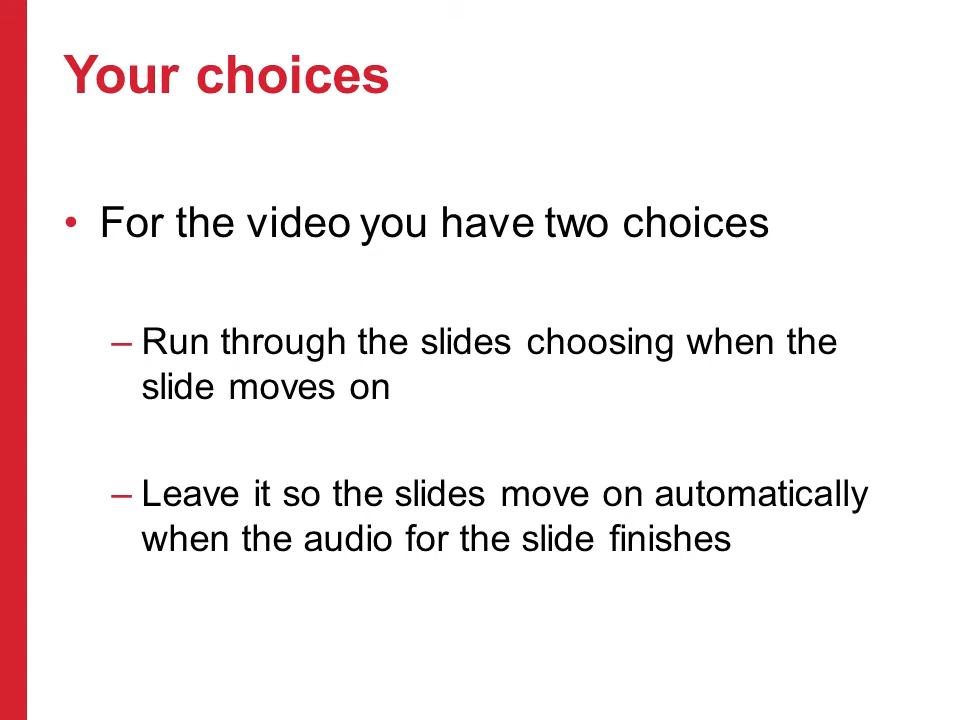 Your choices
• For the video you have two choices
– Run through the slides choosing when the
slide moves on
– Leave it so the slides move on automatically
when the audio for the slide finishes